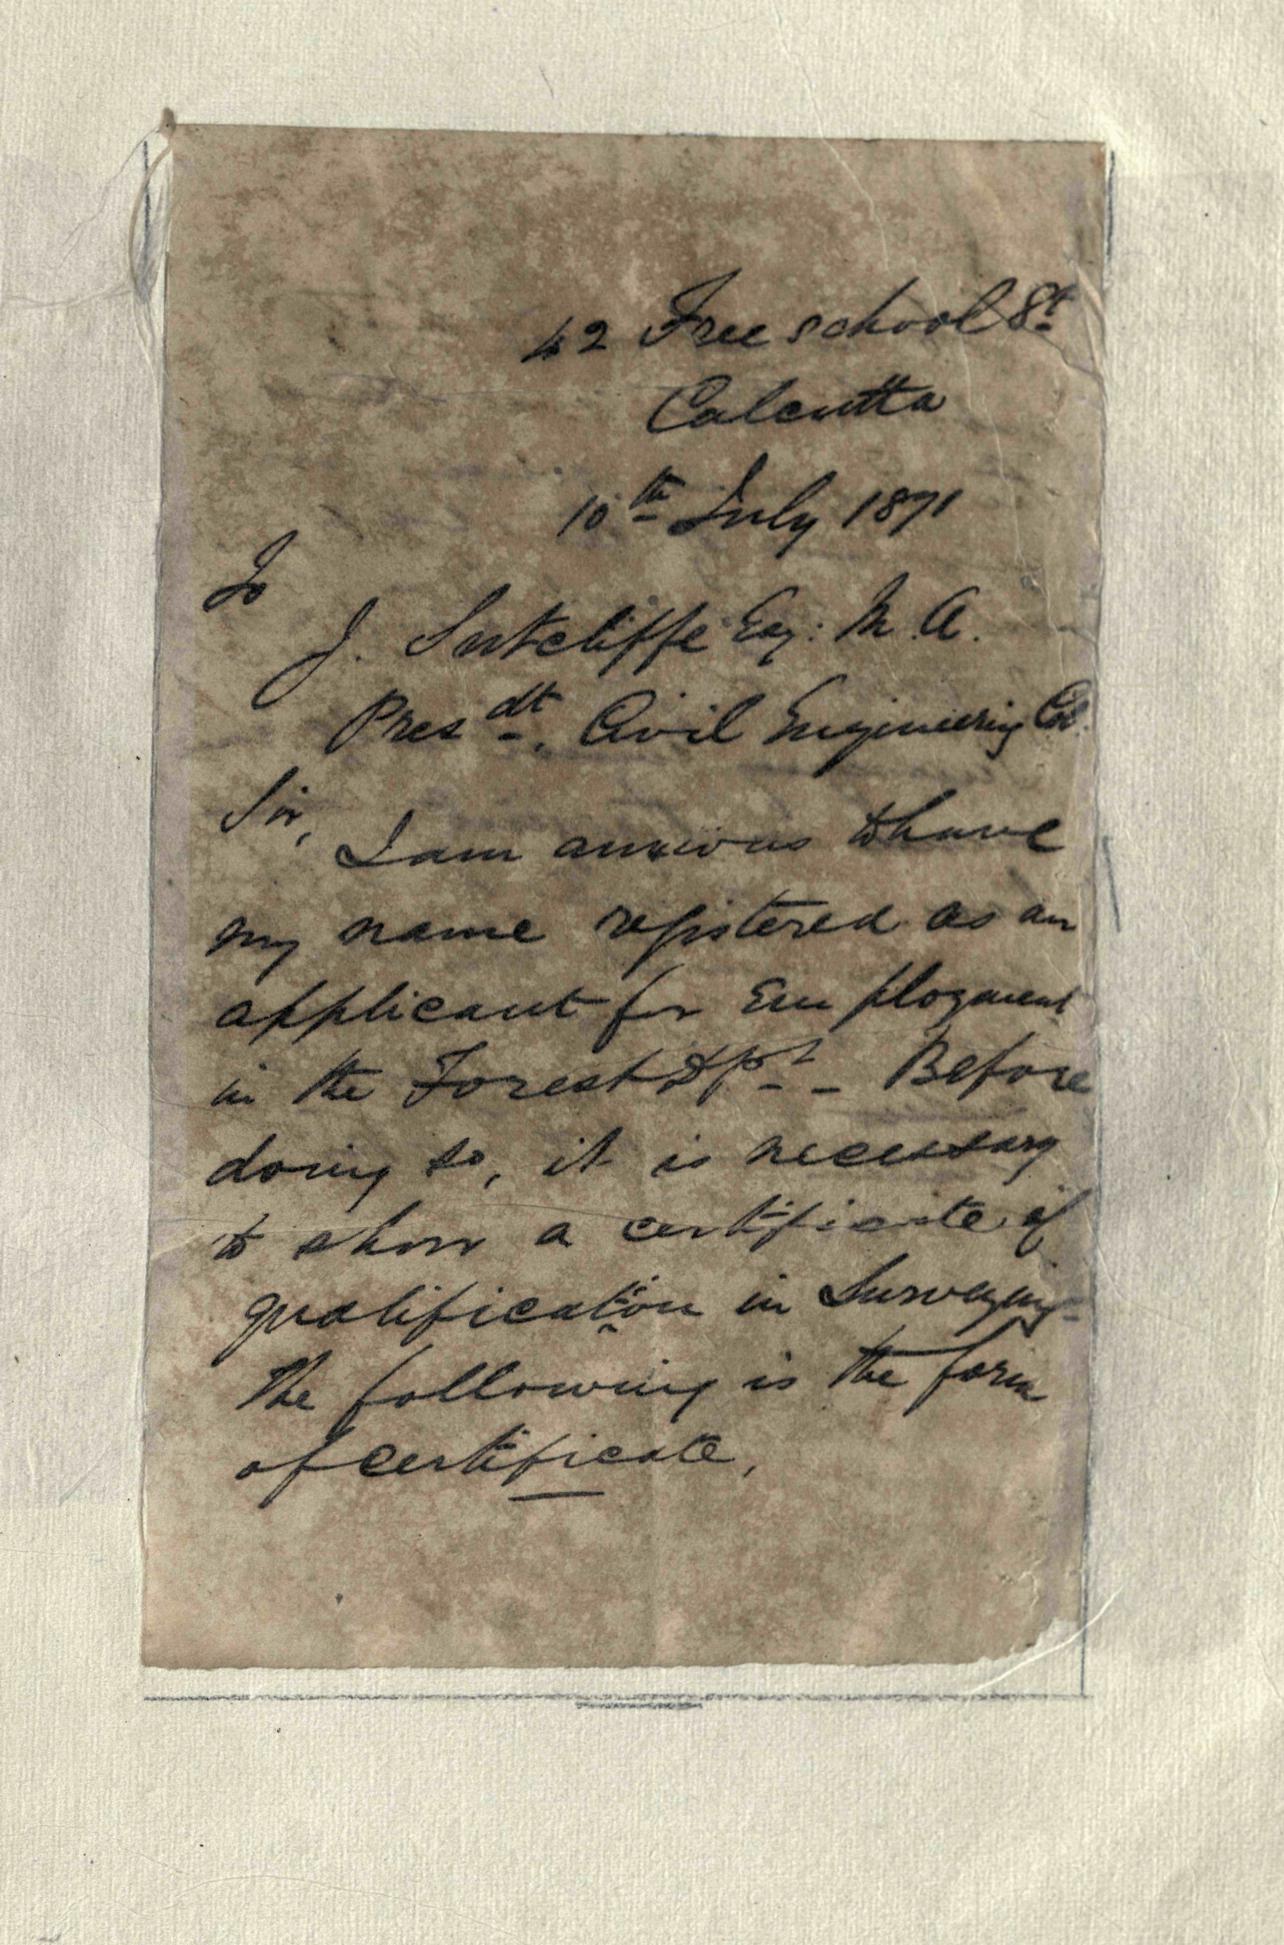 42 Free school St
Calcutta
10th July 1871
To
J. Sutcliffe Esq: M. A.
Presdt. Civil Engineering Col.
Sir,
I am anxious to have
my name registered as an
applicant for Employment
in the Forest Dpt - Before
doing so, it is necessary
to show a certificate of
qualification in Surveying-
The following is the form
of certificate,